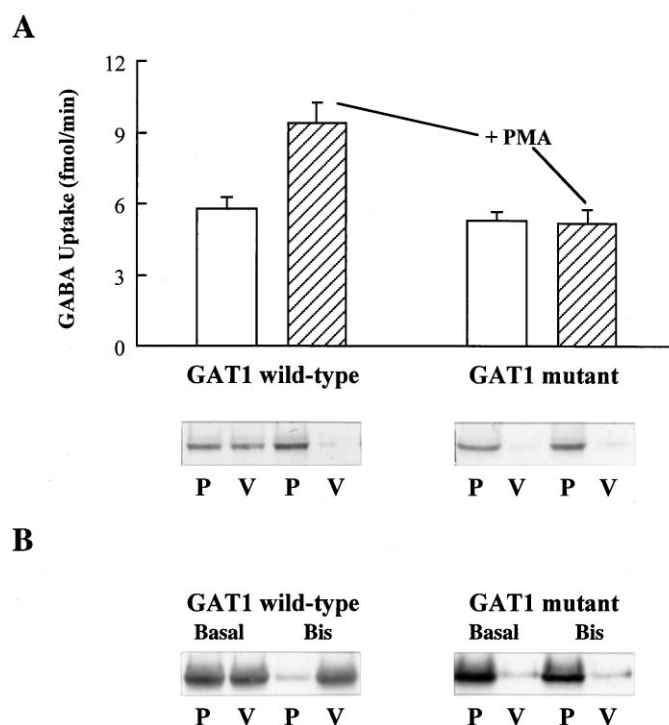 A
GABA Uptake (fmol/min)
12
9
6
3
0
+ PMA
GAT1 wild-type
GAT1 mutant
P V P V
P V P V
B
GAT1 wild-type
GAT1 mutant
Basal Bis
Basal Bis
P V P V
P V P V